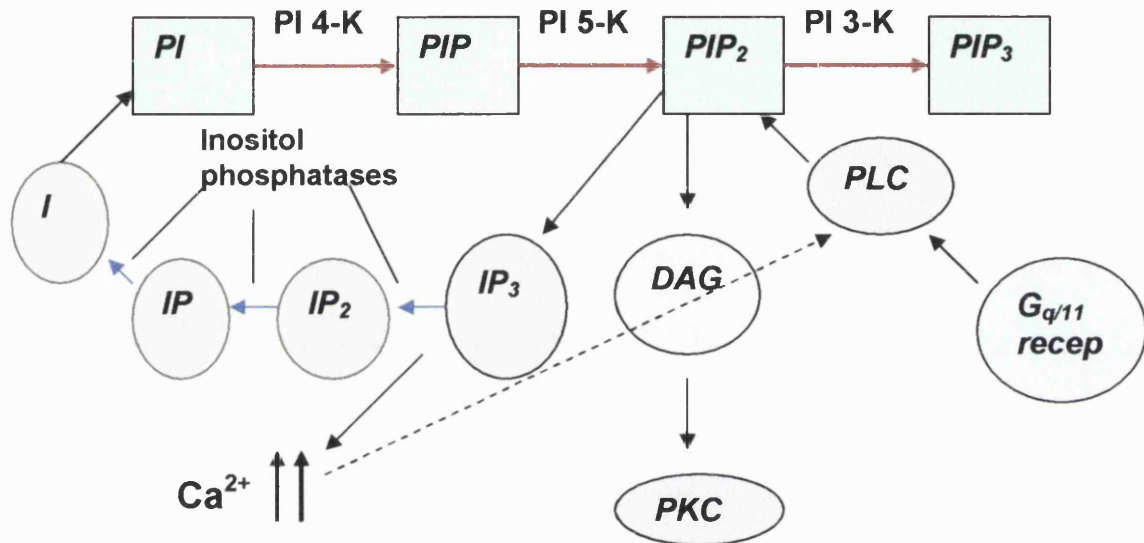 PI 4-K
PI 5-K
PI 3-K
PI
PIP
PIP₂
PIP₃
Inositol
phosphatases
PLC
I
IP
IP₂
IP₃
DAG
Gq/11
recep
Ca²⁺
PKC